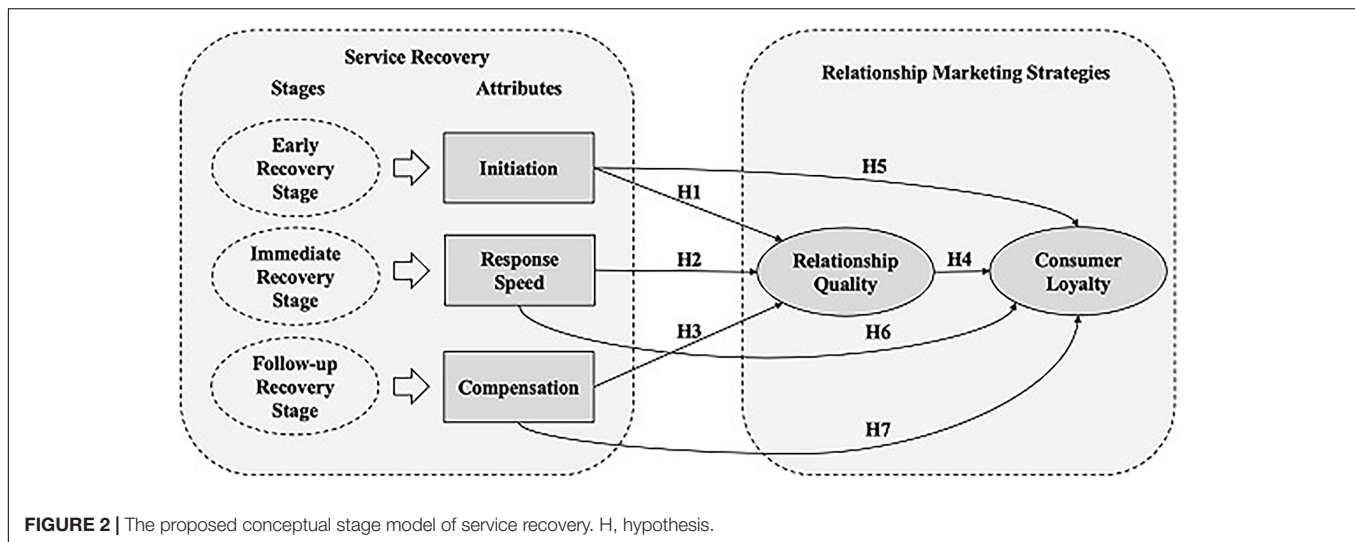 Service Recovery
Stages
Attributes
Early
Recovery
Stage
Initiation
Immediate
Recovery
Stage
Response
Speed
Follow-up
Recovery
Stage
Compensation
Relationship Marketing Strategies
H5
H1
H2
Relationship
Quality
H4
Consumer
Loyalty
H3
H6
H7
FIGURE 2 | The proposed conceptual stage model of service recovery. H, hypothesis.